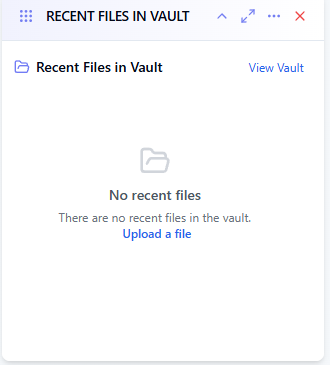 RECENT FILES IN VAULT
Recent Files in Vault
View Vault
No recent files
There are no recent files in the vault.
Upload a file